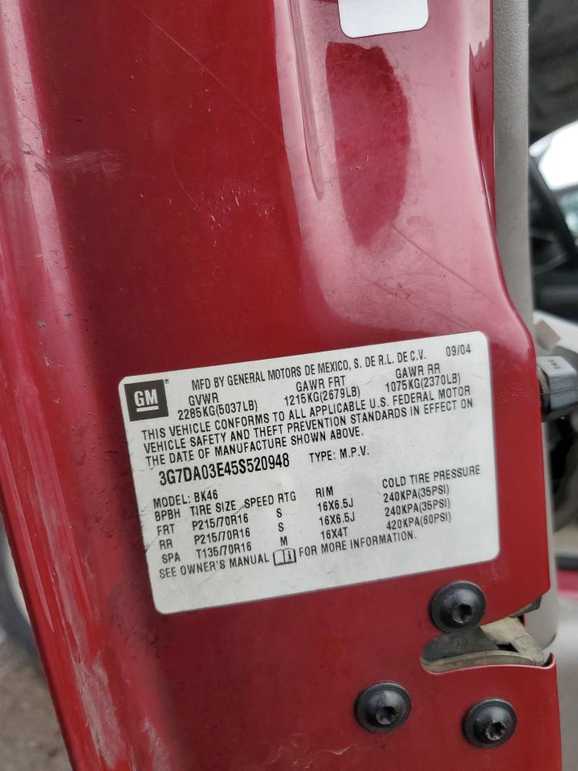 GM
MFD BY GENERAL MOTORS DE MEXICO, S. DE R.L. DE C.V. 09/04
GVWR GAWR FRT GAWR RR
2285KG(5037LB) 1215KG(2679LB) 1075KG(2370LB)
THIS VEHICLE CONFORMS TO ALL APPLICABLE U.S. FEDERAL MOTOR
VEHICLE SAFETY AND THEFT PREVENTION STANDARDS IN EFFECT ON
THE DATE OF MANUFACTURE SHOWN ABOVE.
3G7DA03E45S520948 TYPE: M.P.V.
MODEL: BK46
BPBH TIRE SIZE SPEED RTG RIM COLD TIRE PRESSURE
FRT P215/70R16 S 16X6.5J 240KPA(35PSI)
RR P215/70R16 S 16X6.5J 240KPA(35PSI)
SPA T135/70R16 M 16X4T 420KPA(60PSI)
SEE OWNER'S MANUAL FOR MORE INFORMATION.